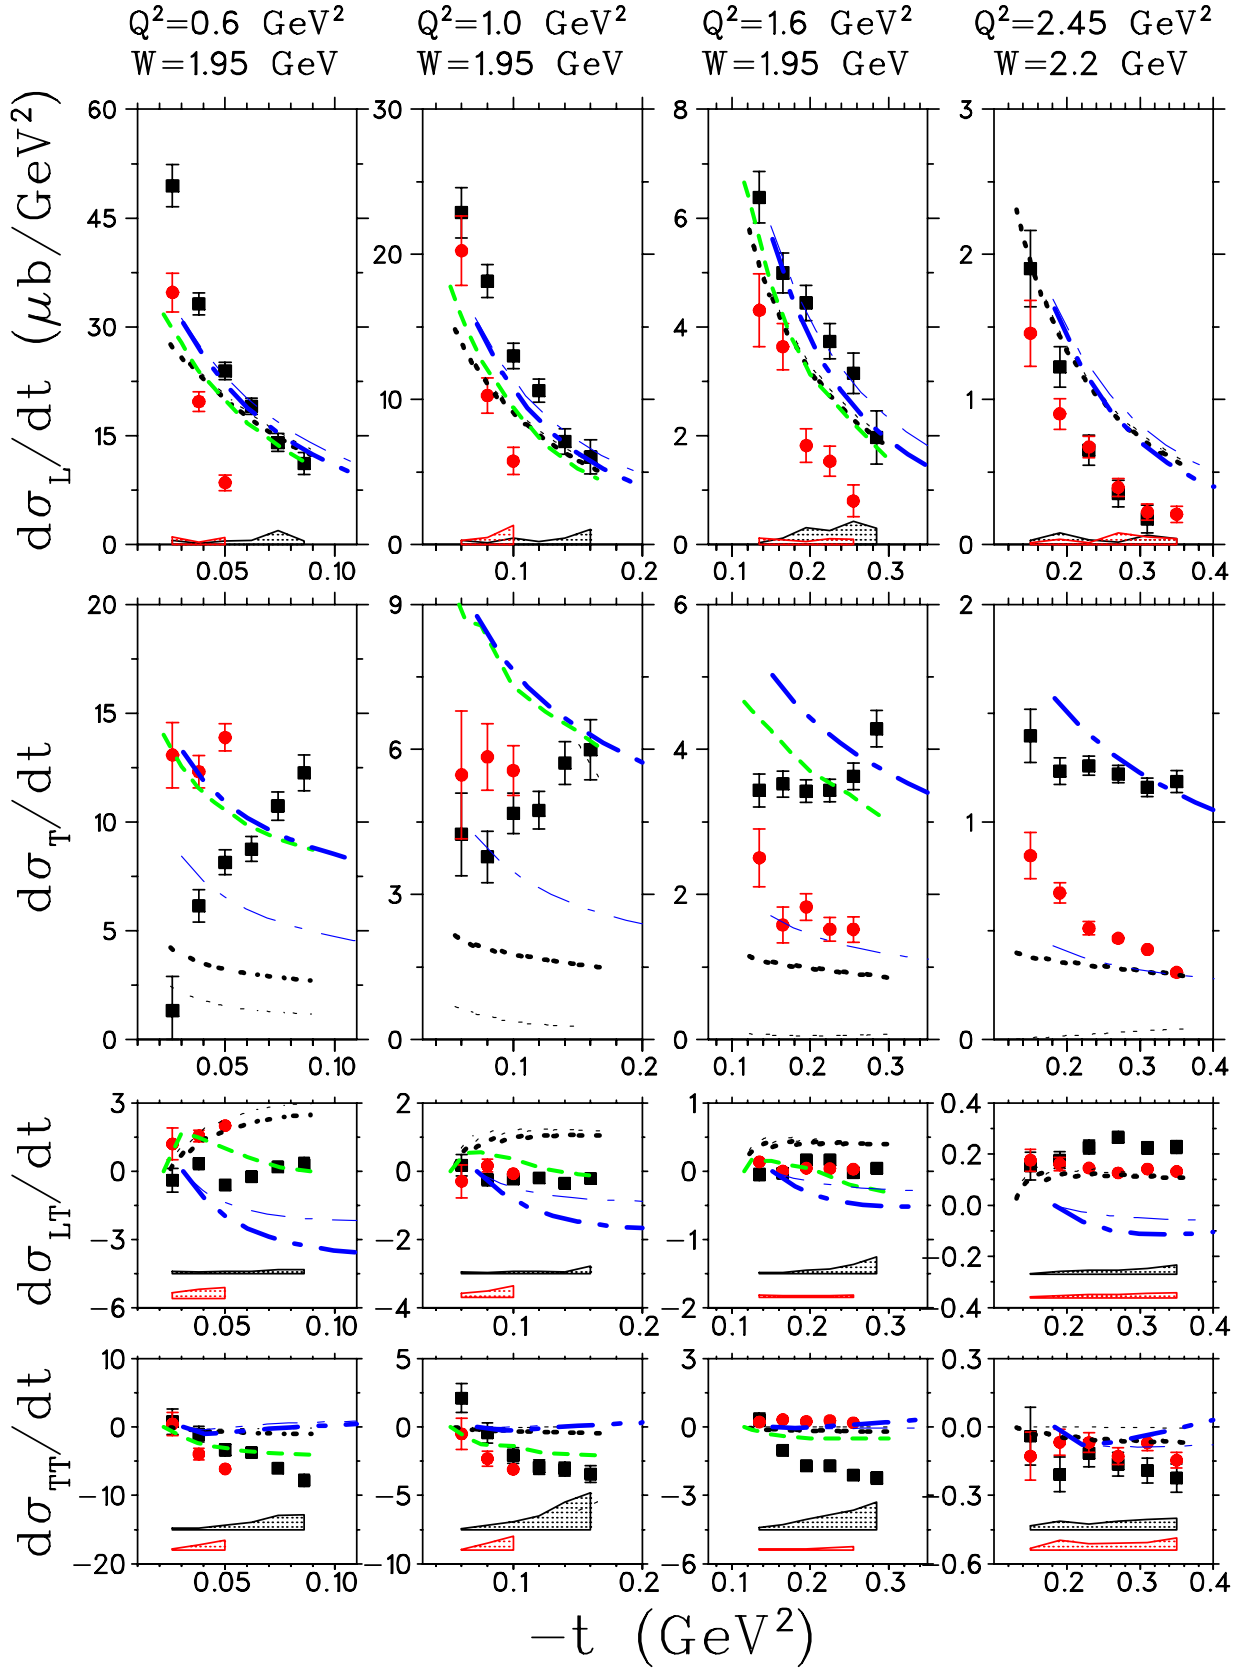 Q²=0.6 GeV² Q²=1.0 GeV² Q²=1.6 GeV² Q²=2.45 GeV²
W=1.95 GeV W=1.95 GeV W=1.95 GeV W=2.2 GeV
dσL/dt (μb/GeV²)
60 30 8 3
45 6
20 2
30 4
10 1
15 2
0 0 0 0
0.05 0.10 0.1 0.2 0.1 0.2 0.3 0.2 0.3 0.4
dσT/dt
20 9 6 2
15
6 4
10 1
3 2
5
0 0 0 0
0.05 0.10 0.1 0.2 0.1 0.2 0.3 0.2 0.3 0.4
dσLT/dt
3 2 1 0.4
0.2
0 0 0 0.0
−3 −2 −1 −0.2
−6 −4 −2 −0.4
0.05 0.10 0.1 0.2 0.1 0.2 0.3 0.2 0.3 0.4
dσTT/dt
10 5 3 0.3
0 0 0 0.0
−10 −5 −3 −0.3
−20 −10 −6 −0.6
0.05 0.10 0.1 0.2 0.1 0.2 0.3 0.2 0.3 0.4
−t (GeV²)